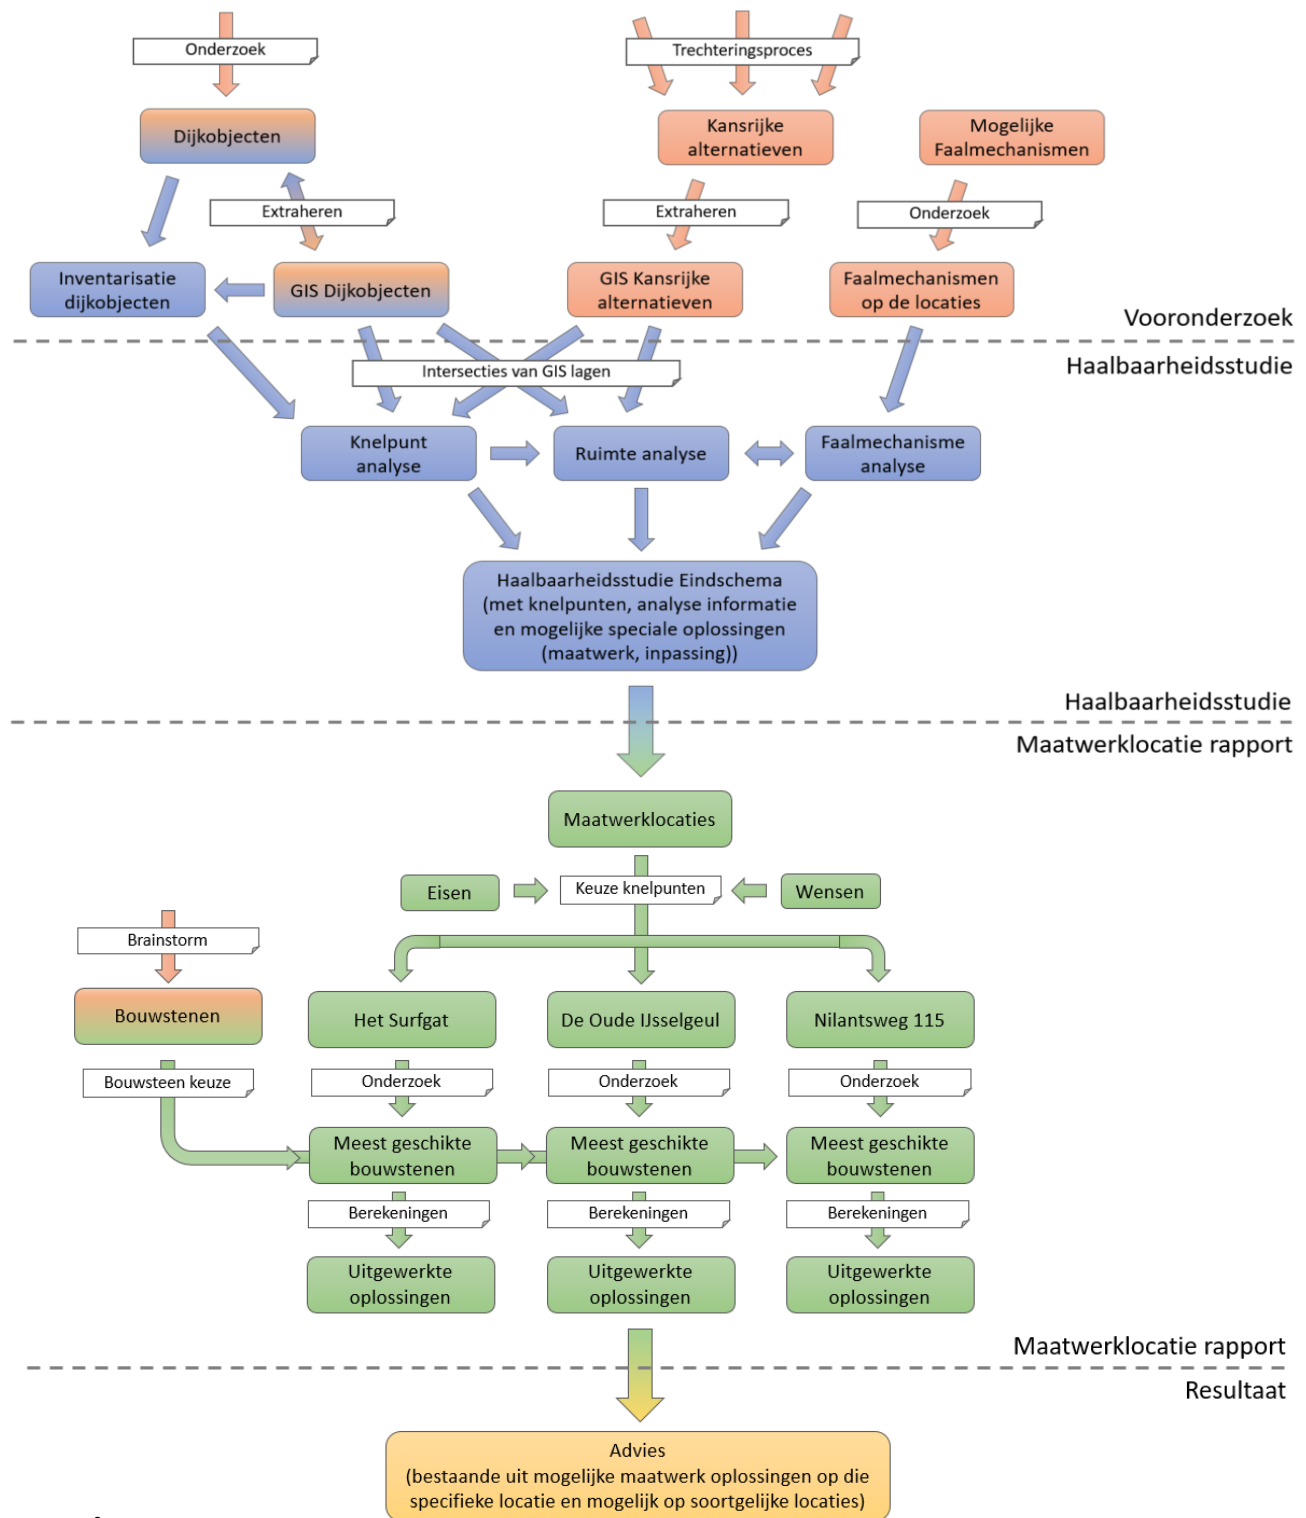 Onderzoek
Trechteringsproces
Dijkobjecten
Kansrijke
alternatieven
Mogelijke
Faalmechanismen
Extraheren
Extraheren
Onderzoek
Inventarisatie
dijkobjecten
GIS Dijkobjecten
GIS Kansrijke
alternatieven
Faalmechanismen
op de locaties
Vooronderzoek
Haalbaarheidsstudie
Intersecties van GIS lagen
Knelpunt
analyse
Ruimte analyse
Faalmechanisme
analyse
Haalbaarheidsstudie Eindschema
(met knelpunten, analyse informatie
en mogelijke speciale oplossingen
(maatwerk, inpassing))
Haalbaarheidsstudie
Maatwerklocatie rapport
Maatwerklocaties
Eisen
Keuze knelpunten
Wensen
Brainstorm
Bouwstenen
Het Surfgat
De Oude IJsselgeul
Nilantsweg 115
Bouwsteen keuze
Onderzoek
Onderzoek
Onderzoek
Meest geschikte
bouwstenen
Meest geschikte
bouwstenen
Meest geschikte
bouwstenen
Berekeningen
Berekeningen
Berekeningen
Uitgewerkte
oplossingen
Uitgewerkte
oplossingen
Uitgewerkte
oplossingen
Maatwerklocatie rapport
Resultaat
Advies
(bestaande uit mogelijke maatwerk oplossingen op die
specifieke locatie en mogelijk op soortgelijke locaties)